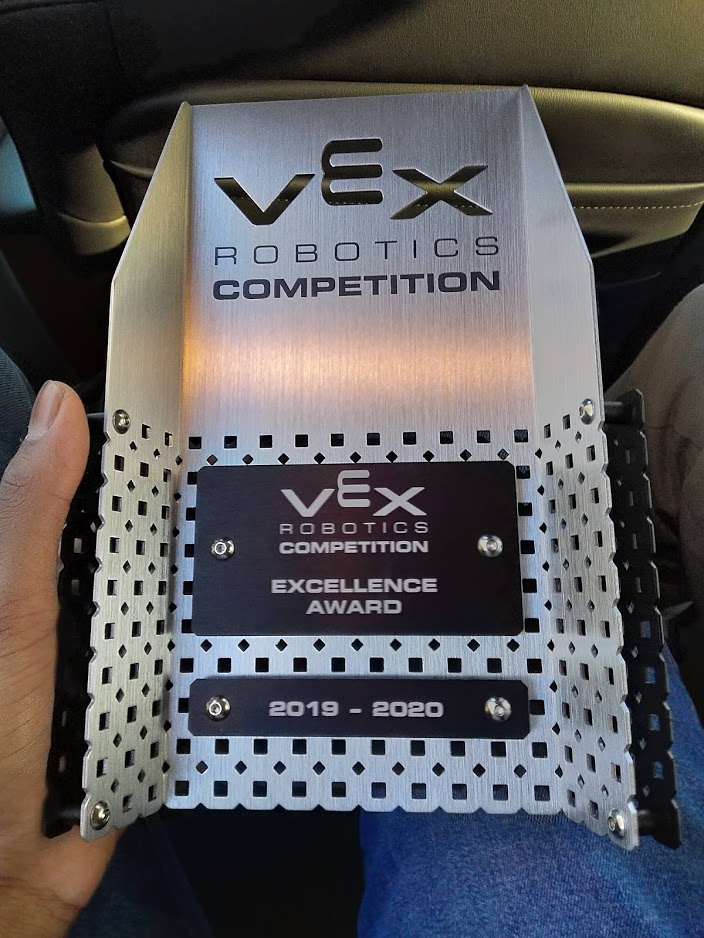 VEX
ROBOTICS
COMPETITION
VEX
ROBOTICS
COMPETITION
EXCELLENCE
AWARD
2019 - 2020